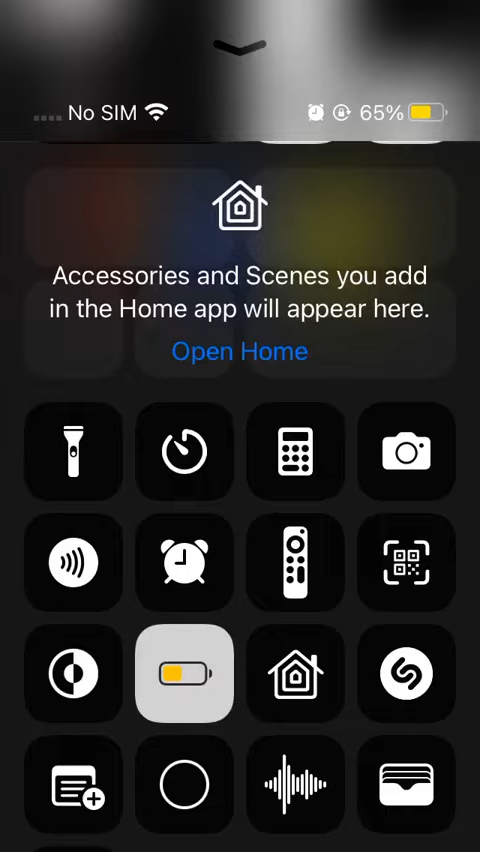 No SIM 65%
Accessories and Scenes you add
in the Home app will appear here.
Open Home